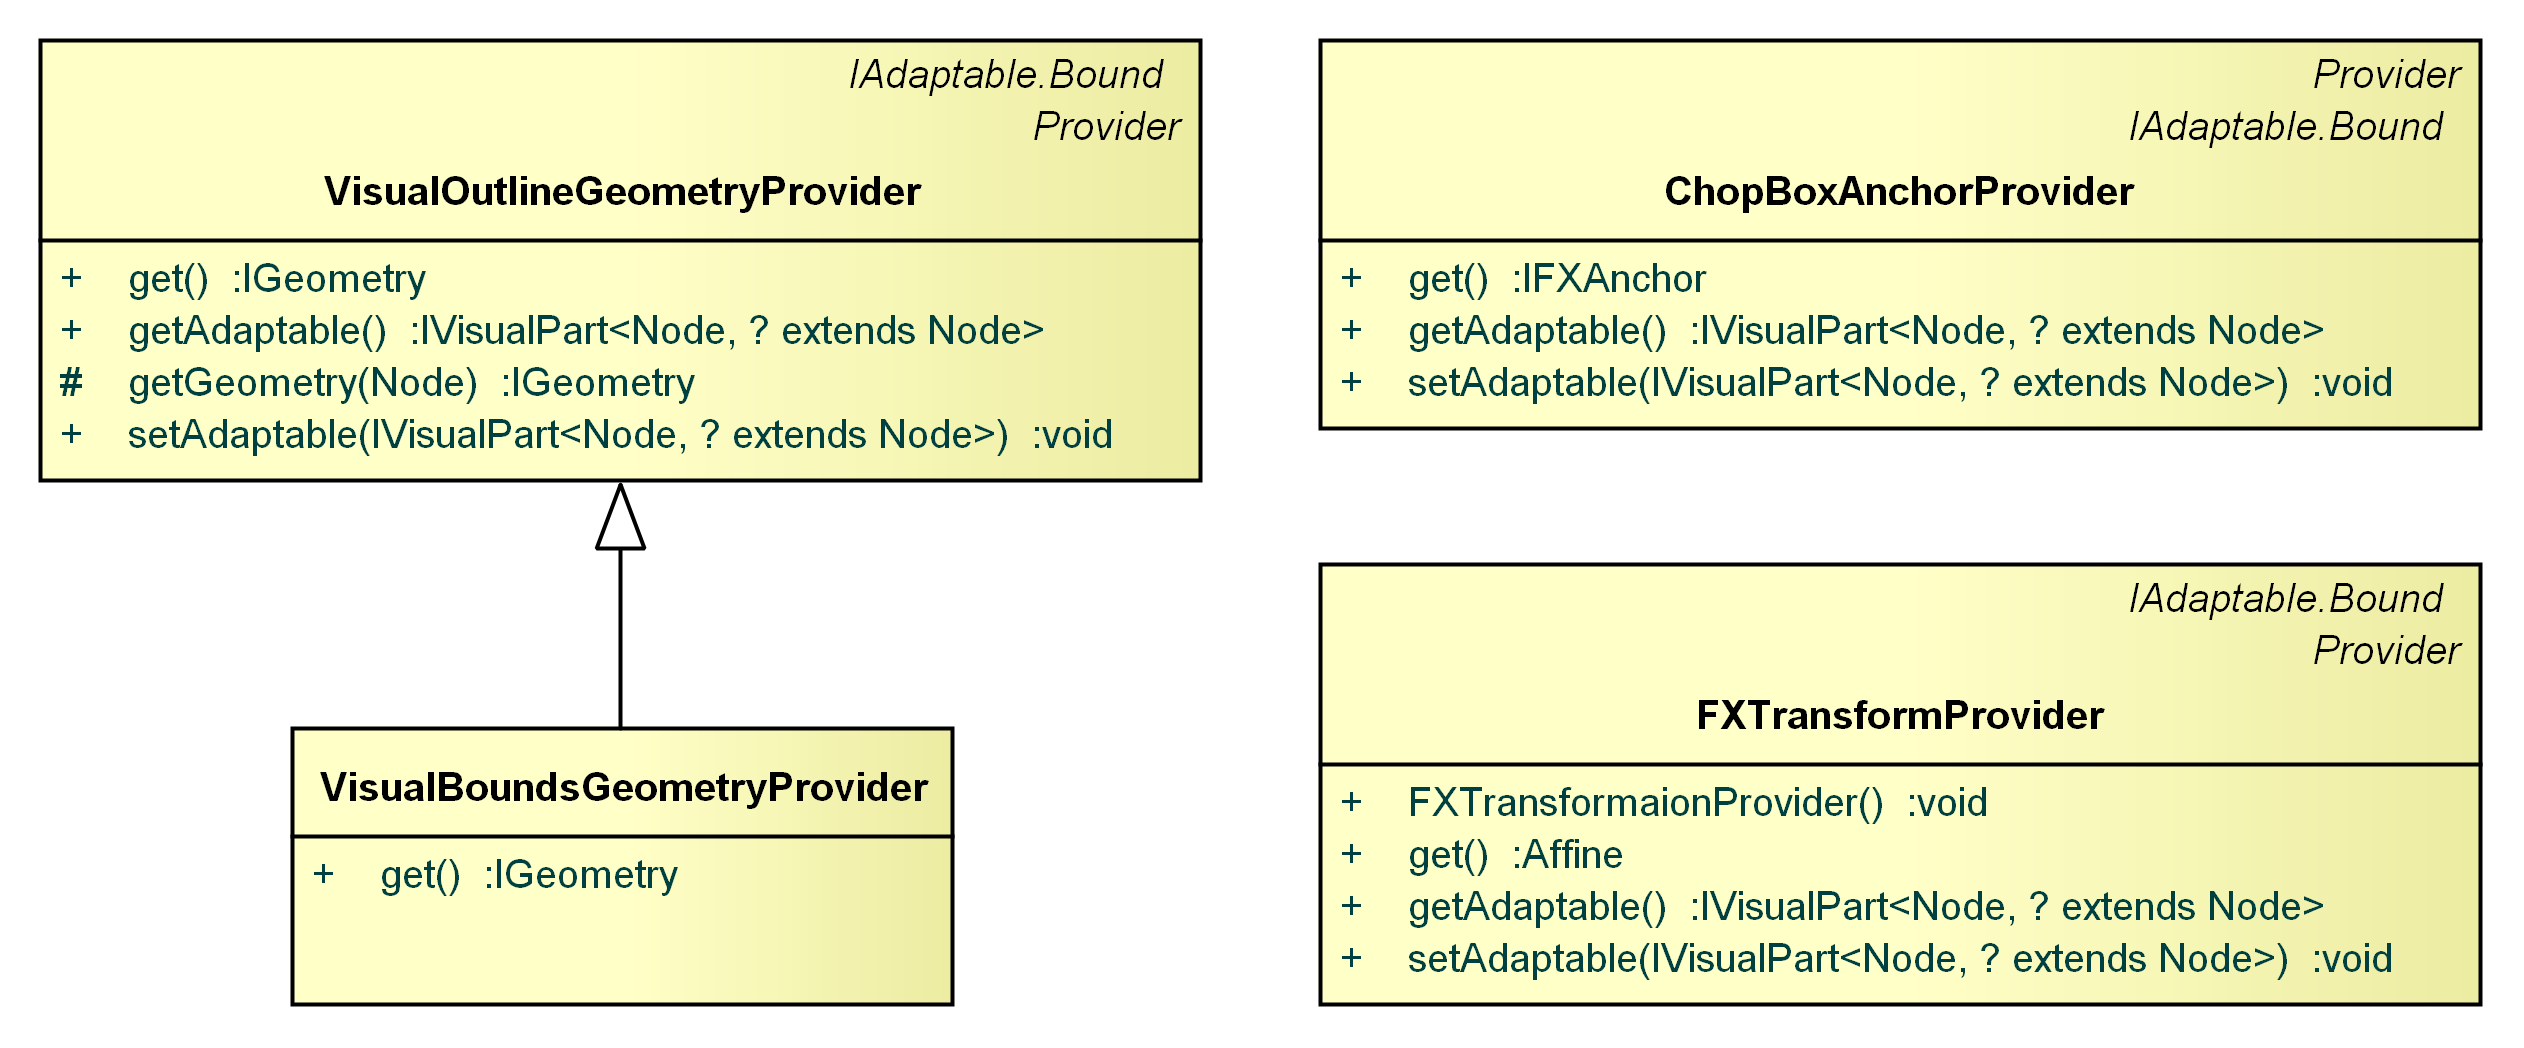 IAdaptable.Bound
Provider
VisualOutlineGeometryProvider
+ get() :IGeometry
+ getAdaptable() :IVisualPart<Node, ? extends Node>
# getGeometry(Node) :IGeometry
+ setAdaptable(IVisualPart<Node, ? extends Node>) :void
VisualBoundsGeometryProvider
+ get() :IGeometry
Provider
IAdaptable.Bound
ChopBoxAnchorProvider
+ get() :IFXAnchor
+ getAdaptable() :IVisualPart<Node, ? extends Node>
+ setAdaptable(IVisualPart<Node, ? extends Node>) :void
IAdaptable.Bound
Provider
FXTransformProvider
+ FXTransformaionProvider() :void
+ get() :Affine
+ getAdaptable() :IVisualPart<Node, ? extends Node>
+ setAdaptable(IVisualPart<Node, ? extends Node>) :void